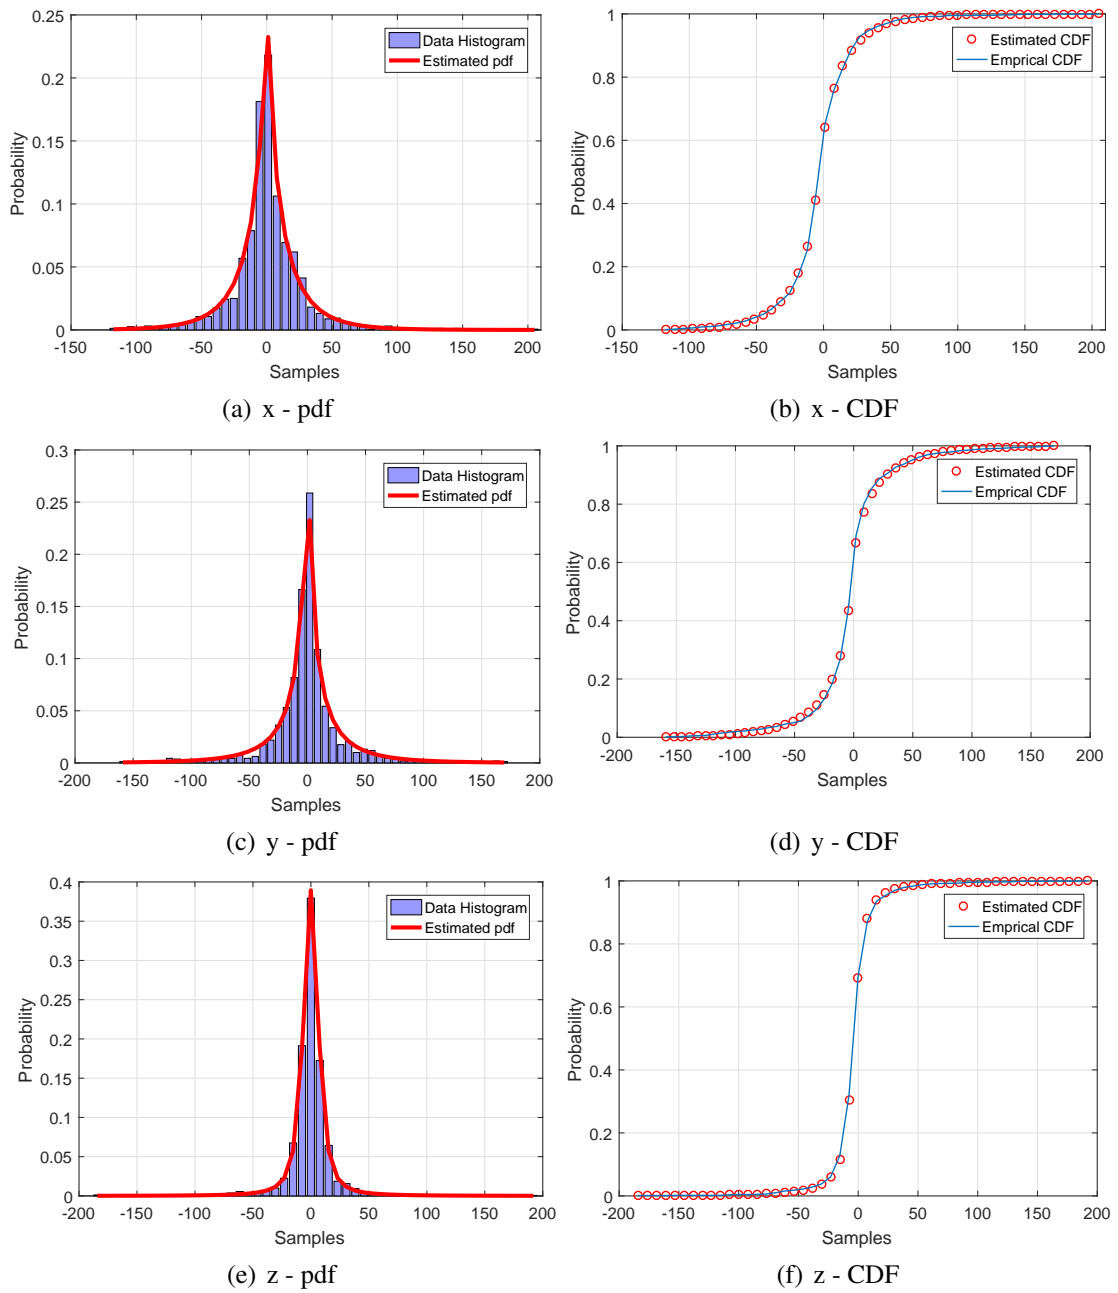 0.25
0.2
0.15
0.1
0.05
0
Probability
-150 -100 -50 0 50 100 150 200
Samples
Data Histogram
Estimated pdf
(a) x - pdf
1
0.8
0.6
0.4
0.2
0
Probability
-150 -100 -50 0 50 100 150 200
Samples
Estimated CDF
Emprical CDF
(b) x - CDF
0.3
0.25
0.2
0.15
0.1
0.05
0
Probability
-200 -150 -100 -50 0 50 100 150 200
Samples
Data Histogram
Estimated pdf
(c) y - pdf
1
0.8
0.6
0.4
0.2
0
Probability
-200 -150 -100 -50 0 50 100 150 200
Samples
Estimated CDF
Emprical CDF
(d) y - CDF
0.4
0.35
0.3
0.25
0.2
0.15
0.1
0.05
0
Probability
-200 -150 -100 -50 0 50 100 150 200
Samples
Data Histogram
Estimated pdf
(e) z - pdf
1
0.8
0.6
0.4
0.2
0
Probability
-200 -150 -100 -50 0 50 100 150 200
Samples
Estimated CDF
Emprical CDF
(f) z - CDF